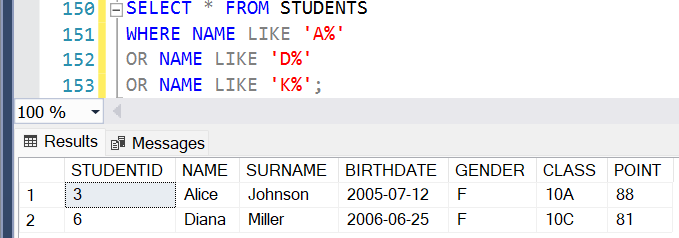 150 SELECT * FROM STUDENTS
151 WHERE NAME LIKE 'A%'
152 OR NAME LIKE 'D%'
153 OR NAME LIKE 'K%';
100 %
Results Messages
STUDENTID NAME SURNAME BIRTHDATE GENDER CLASS POINT
1 3 Alice Johnson 2005-07-12 F 10A 88
2 6 Diana Miller 2006-06-25 F 10C 81